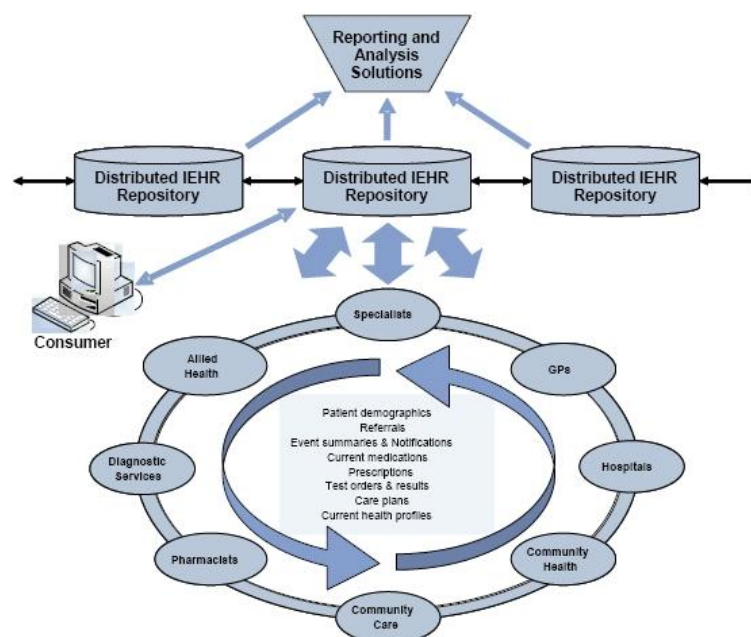 Reporting and
Analysis
Solutions
Distributed IEHR
Repository
Distributed IEHR
Repository
Distributed IEHR
Repository
Consumer
Specialists
Allied
Health
GPs
Patient demographics
Referrals
Event summaries & Notifications
Current medications
Prescriptions
Test orders & results
Care plans
Current health profiles
Diagnostic
Services
Hospitals
Pharmacists
Community
Health
Community
Care